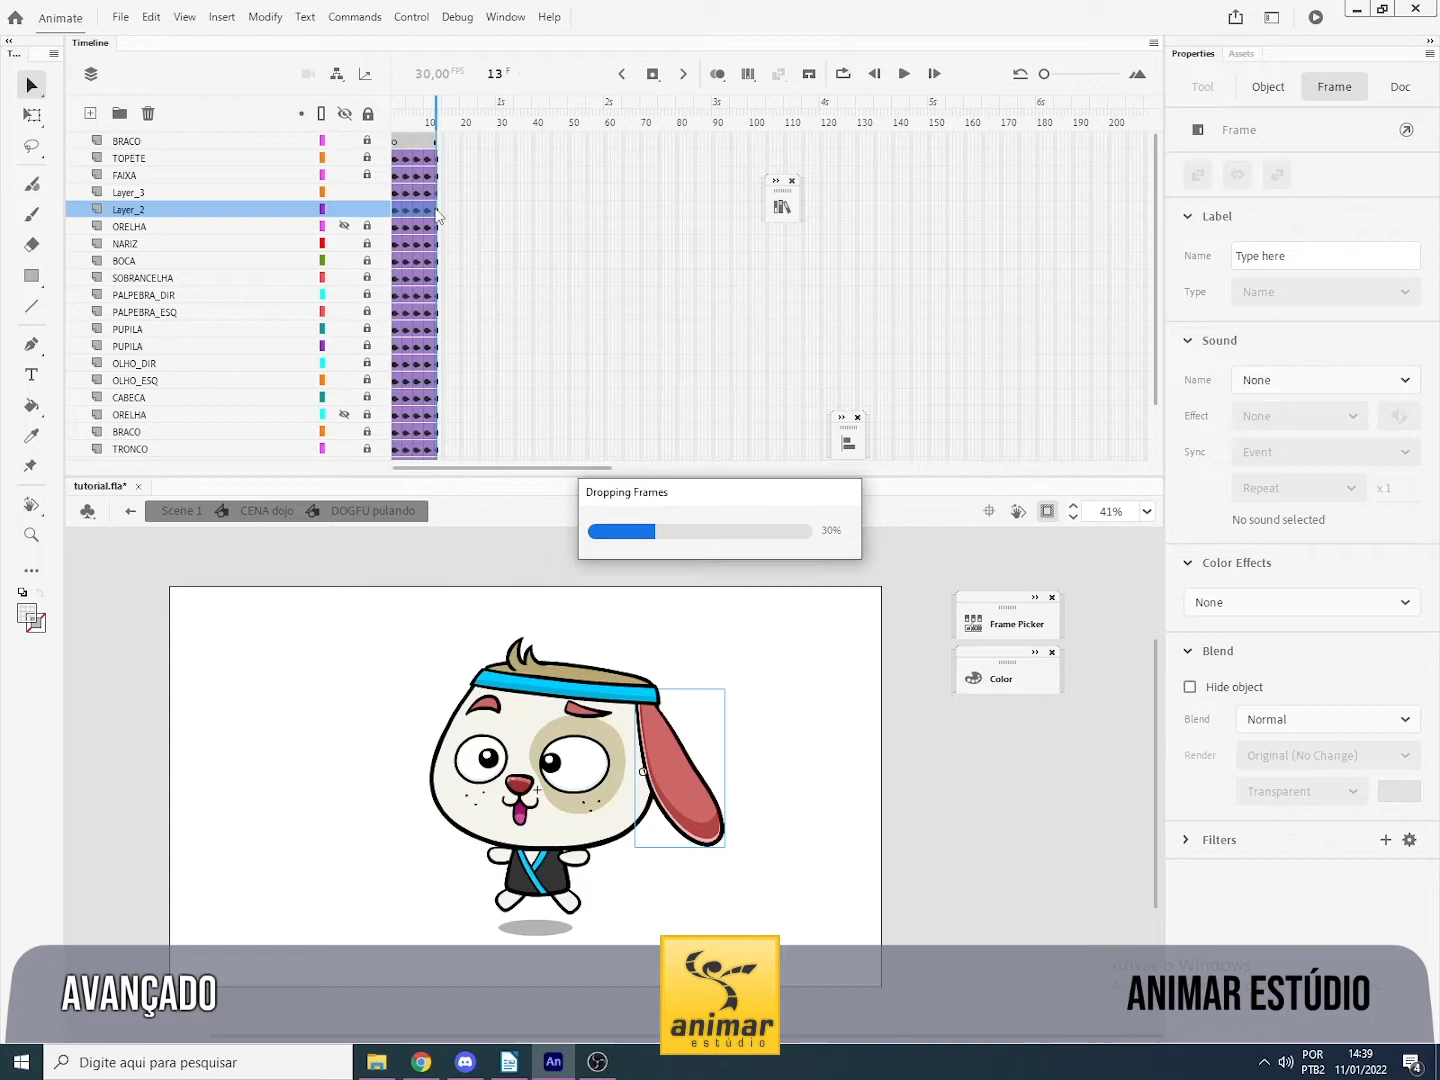 Animate
File Edit View Insert Modify Text Commands Control Debug Window Help
T...
Timeline
30,00 FPS 13 F
1s 2s 3s 4s 5s 6s
10 20 30 40 50 60 70 80 90 100 110 120 130 140 150 160 170 180 190 200
BRACO
TOPETE
FAIXA
Layer_3
Layer_2
ORELHA
NARIZ
BOCA
SOBRANCELHA
PALPEBRA_DIR
PALPEBRA_ESQ
PUPILA
PUPILA
OLHO_DIR
OLHO_ESQ
CABECA
ORELHA
BRACO
TRONCO
tutorial.fla*
Scene 1 CENA dojo DOGFU pulando
41%
Dropping Frames
30%
Frame Picker
Color
Properties Assets
Tool Object Frame Doc
Frame
Label
Name Type here
Type Name
Sound
Name None
Effect None
Sync Event
Repeat x 1
No sound selected
Color Effects
None
Blend
Hide object
Blend Normal
Render Original (No Change)
Transparent
Filters
AVANÇADO
animar
estúdio
ANIMAR ESTÚDIO
Digite aqui para pesquisar
An
POR
PTB2
14:39
11/01/2022
4